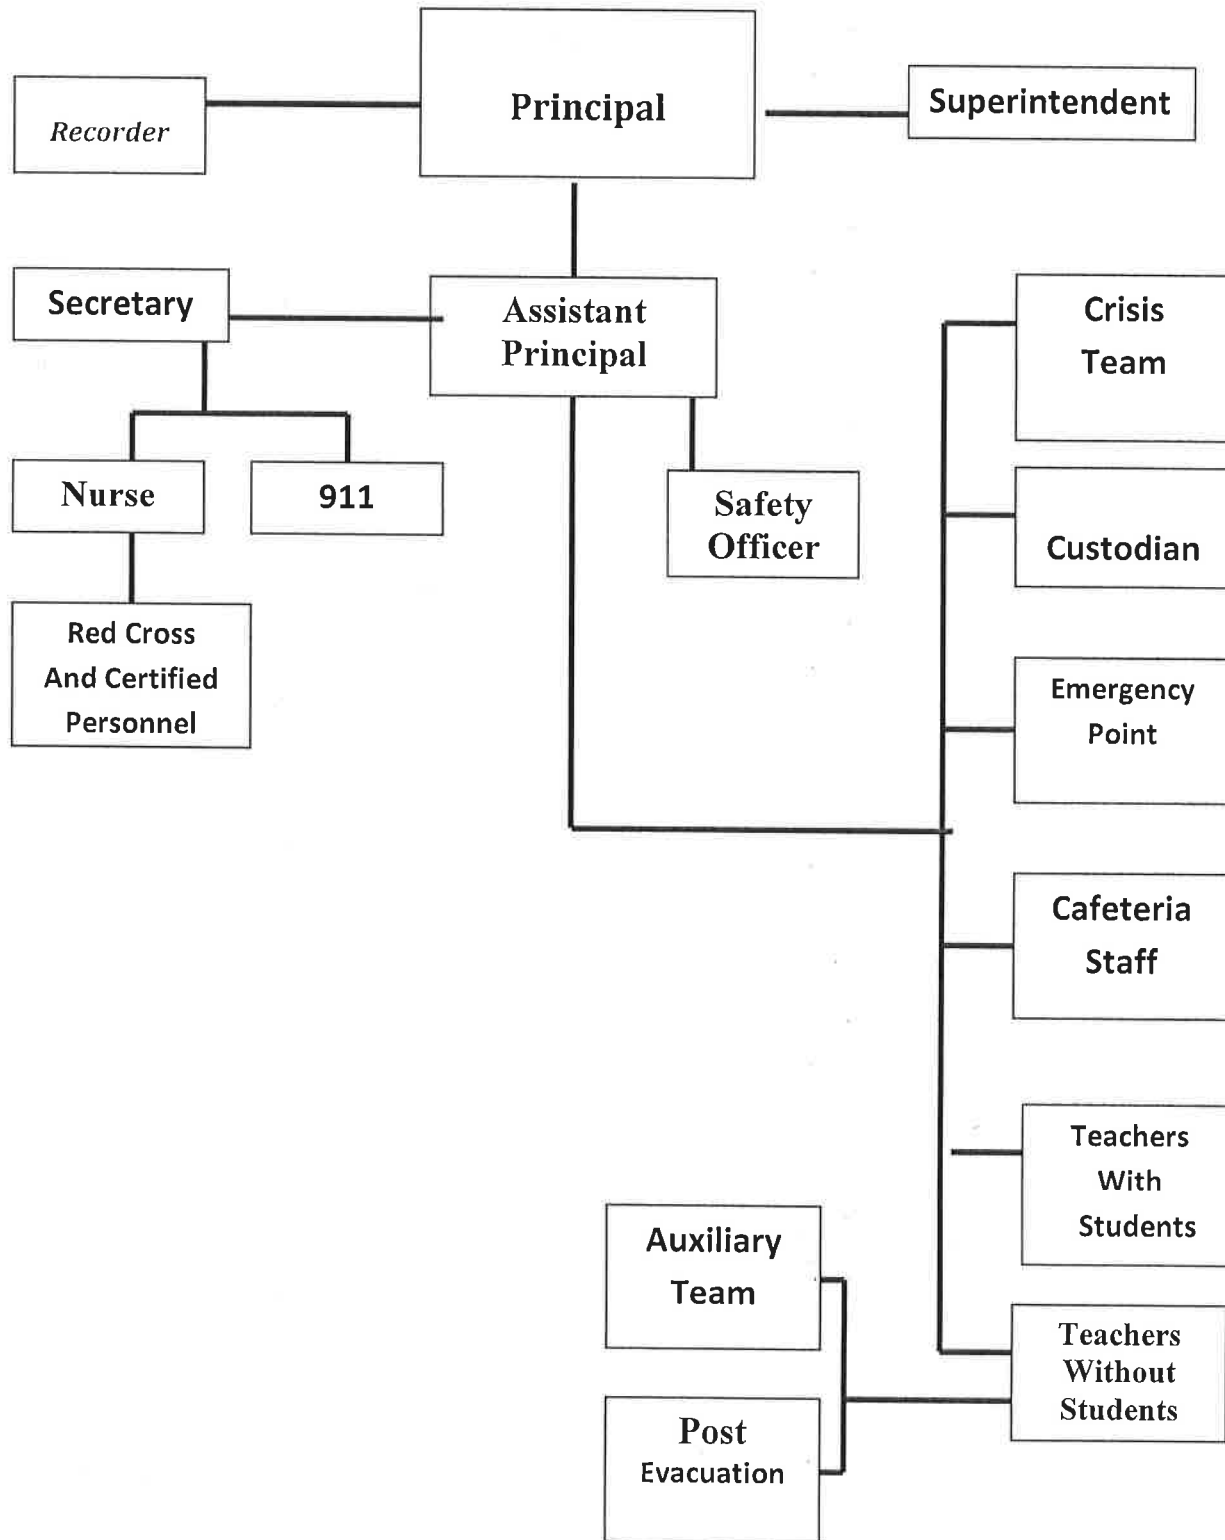 Principal
Recorder
Superintendent
Secretary
Assistant
Principal
Crisis
Team
Nurse
911
Safety
Officer
Custodian
Red Cross
And Certified
Personnel
Emergency
Point
Cafeteria
Staff
Teachers
With
Students
Auxiliary
Team
Teachers
Without
Students
Post
Evacuation